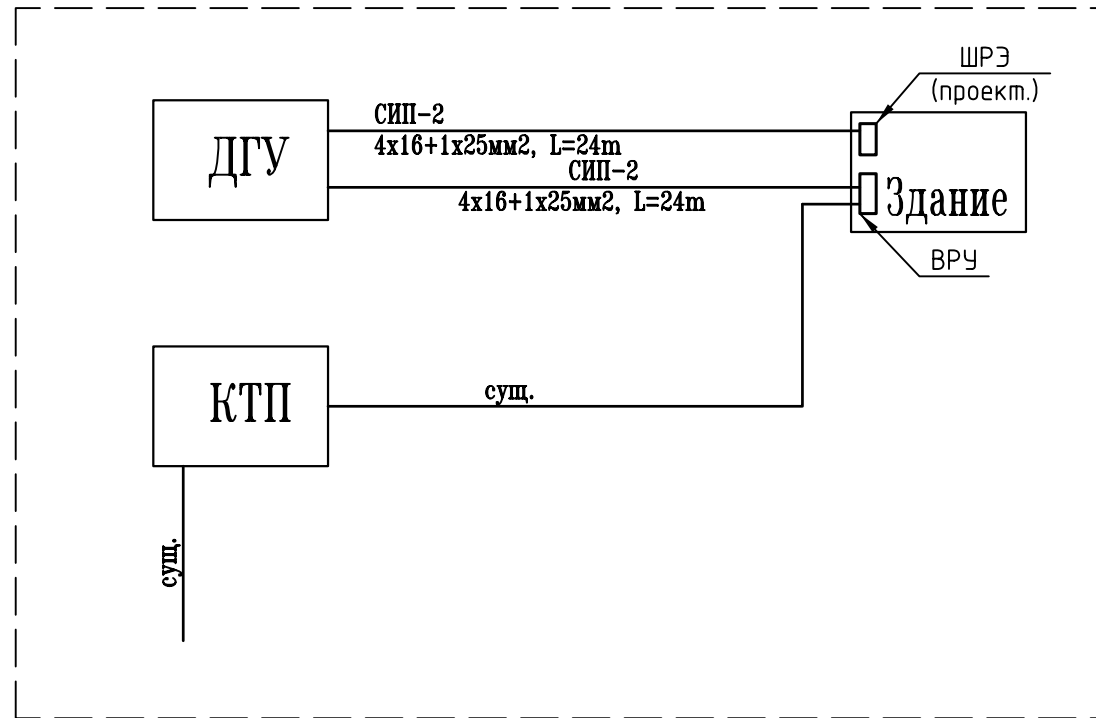 ШРЭ
(проект.)
СИП-2
4х16+1х25мм2, L=24m
ДГУ
СИП-2
4х16+1х25мм2, L=24m
Здание
ВРУ
КТП
сущ.
сущ.